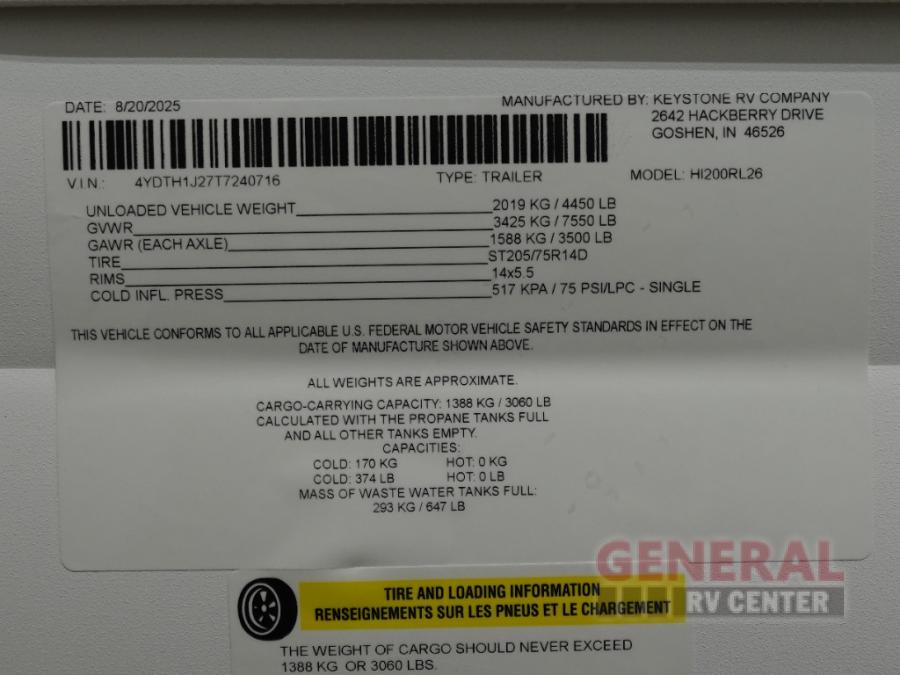 DATE: 8/20/2025
MANUFACTURED BY: KEYSTONE RV COMPANY
2642 HACKBERRY DRIVE
GOSHEN, IN 46526
V.I.N.: 4YDTH1J27T7240716 TYPE: TRAILER MODEL: HI200RL26
UNLOADED VEHICLE WEIGHT 2019 KG / 4450 LB
GVWR 3425 KG / 7550 LB
GAWR (EACH AXLE) 1588 KG / 3500 LB
TIRE ST205/75R14D
RIMS 14x5.5
COLD INFL. PRESS 517 KPA / 75 PSI/LPC - SINGLE
THIS VEHICLE CONFORMS TO ALL APPLICABLE U.S. FEDERAL MOTOR VEHICLE SAFETY STANDARDS IN EFFECT ON THE
DATE OF MANUFACTURE SHOWN ABOVE.
ALL WEIGHTS ARE APPROXIMATE.
CARGO-CARRYING CAPACITY: 1388 KG / 3060 LB
CALCULATED WITH THE PROPANE TANKS FULL
AND ALL OTHER TANKS EMPTY.
CAPACITIES:
COLD: 170 KG HOT: 0 KG
COLD: 374 LB HOT: 0 LB
MASS OF WASTE WATER TANKS FULL:
293 KG / 647 LB
GENERAL
RV CENTER
TIRE AND LOADING INFORMATION
RENSEIGNEMENTS SUR LES PNEUS ET LE CHARGEMENT
THE WEIGHT OF CARGO SHOULD NEVER EXCEED
1388 KG OR 3060 LBS.